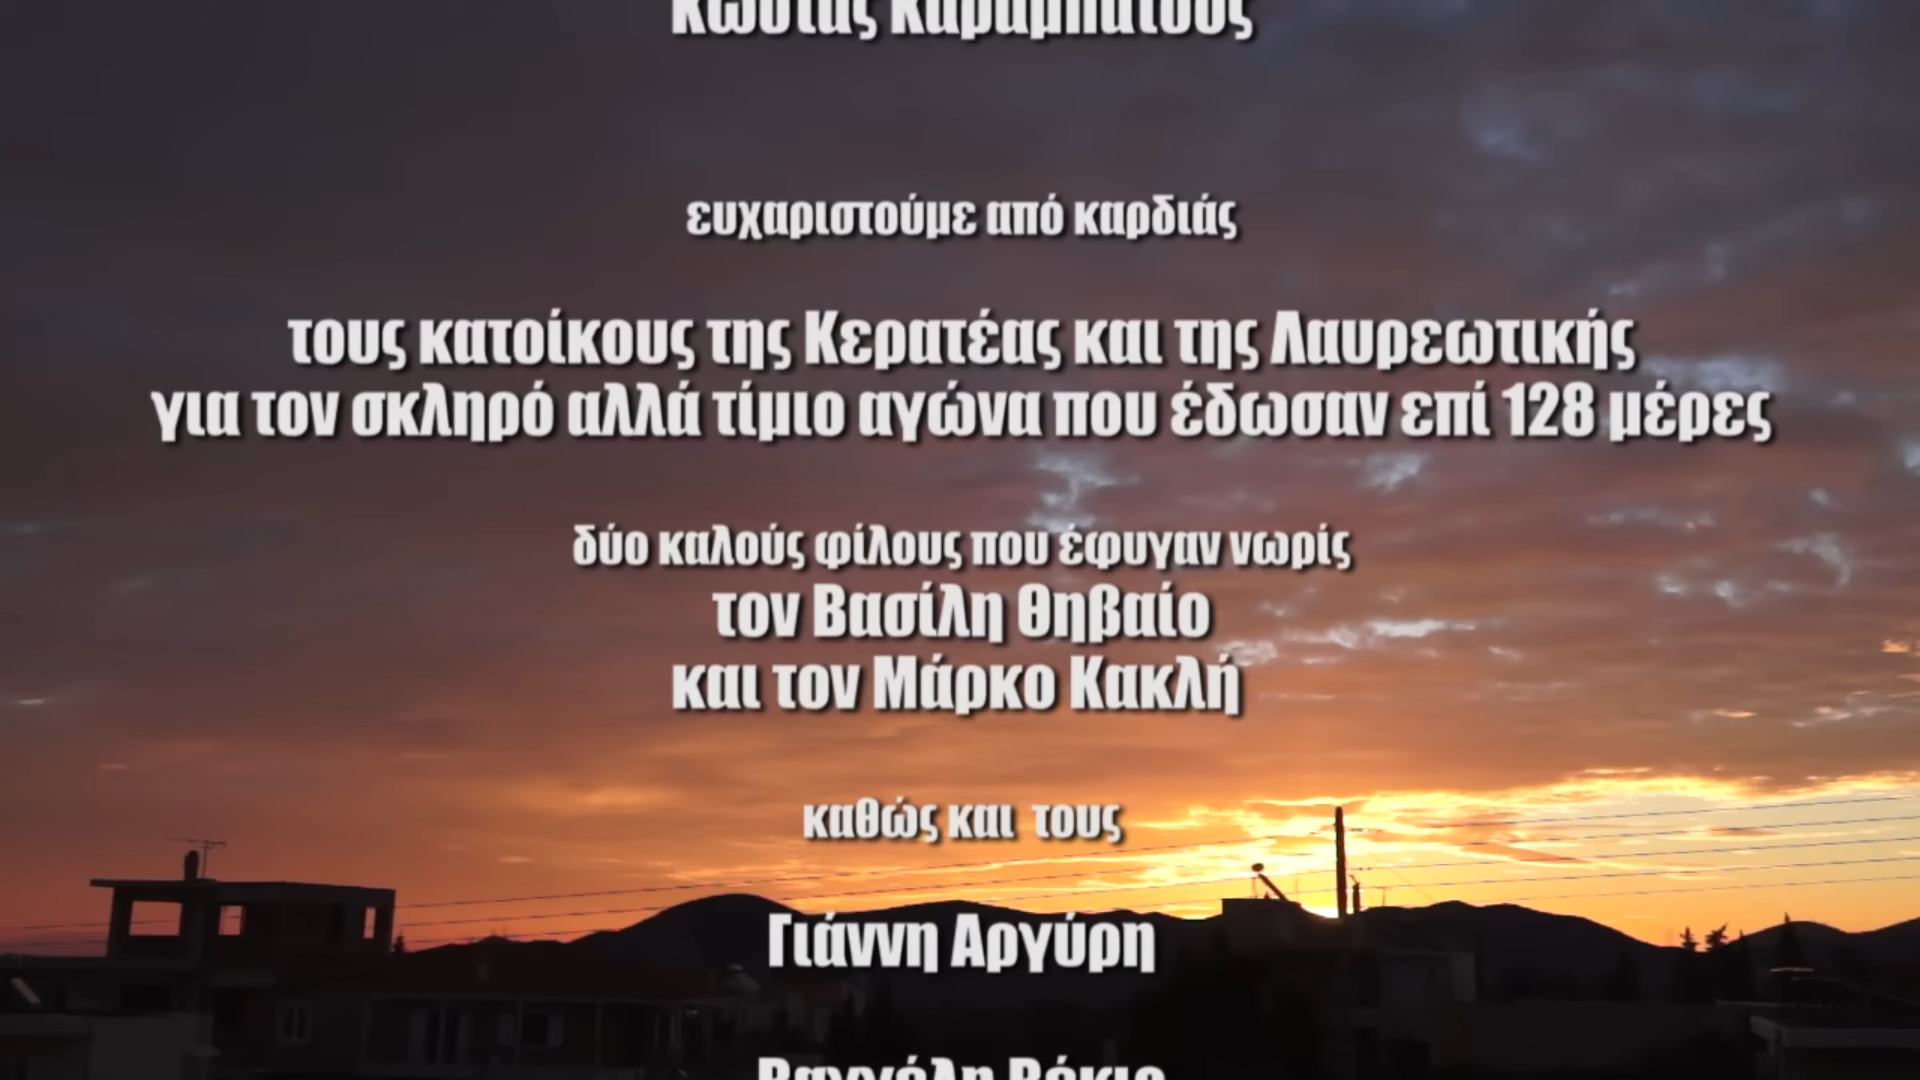 Κώστας Καραμπάτσος
ευχαριστούμε από καρδιάς
τους κατοίκους της Κερατέας και της Λαυρεωτικής
για τον σκληρό αλλά τίμιο αγώνα που έδωσαν επί 128 μέρες
δύο καλούς φίλους που έφυγαν νωρίς
τον Βασίλη Θηβαίο
και τον Μάρκο Κακλή
καθώς και τους
Γιάννη Αργύρη